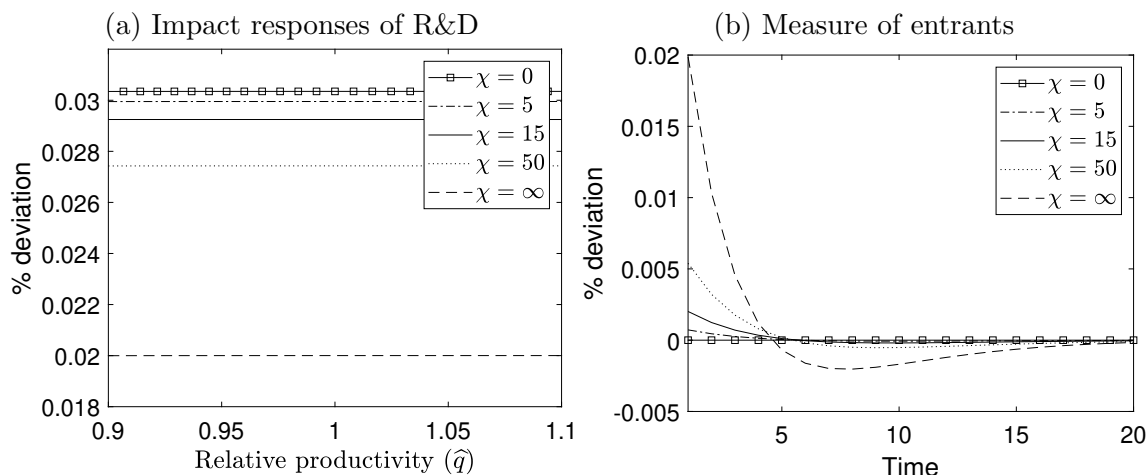 (a) Impact responses of R&D
% deviation
0.03
0.028
0.026
0.024
0.022
0.02
0.018
0.9
0.95
1
1.05
1.1
Relative productivity (q̂)
χ = 0
χ = 5
χ = 15
χ = 50
χ = ∞
(b) Measure of entrants
% deviation
0.02
0.015
0.01
0.005
0
-0.005
5
10
15
20
Time
χ = 0
χ = 5
χ = 15
χ = 50
χ = ∞